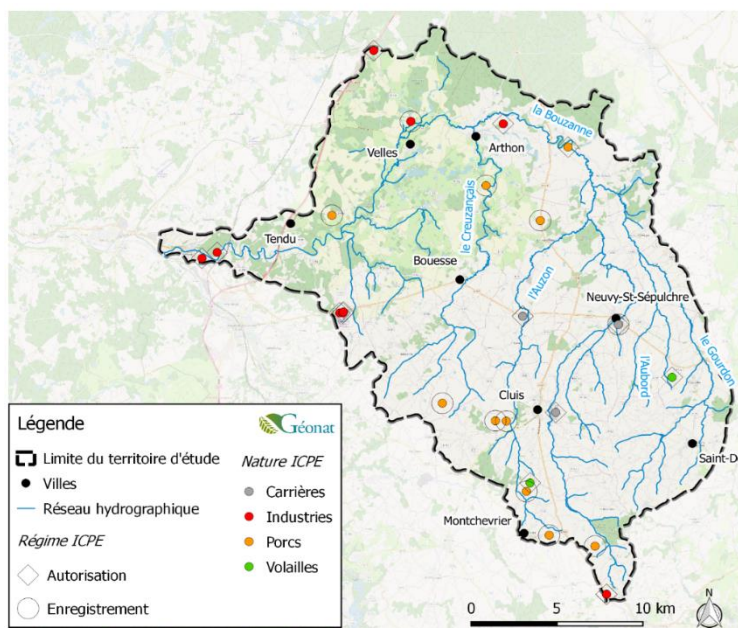 la Bouzanne
Velles
Arthon
le Creuzançais
Tendu
Bouesse
l'Auzon
Neuvy-St-Sépulchre
l'Aubord
le Gourdon
Cluis
Saint-De
Montchevrier
Légende
Géonat
Limite du territoire d'étude
Villes
Réseau hydrographique
Régime ICPE
Autorisation
Enregistrement
Nature ICPE
Carrières
Industries
Porcs
Volailles
0 5 10 km
N